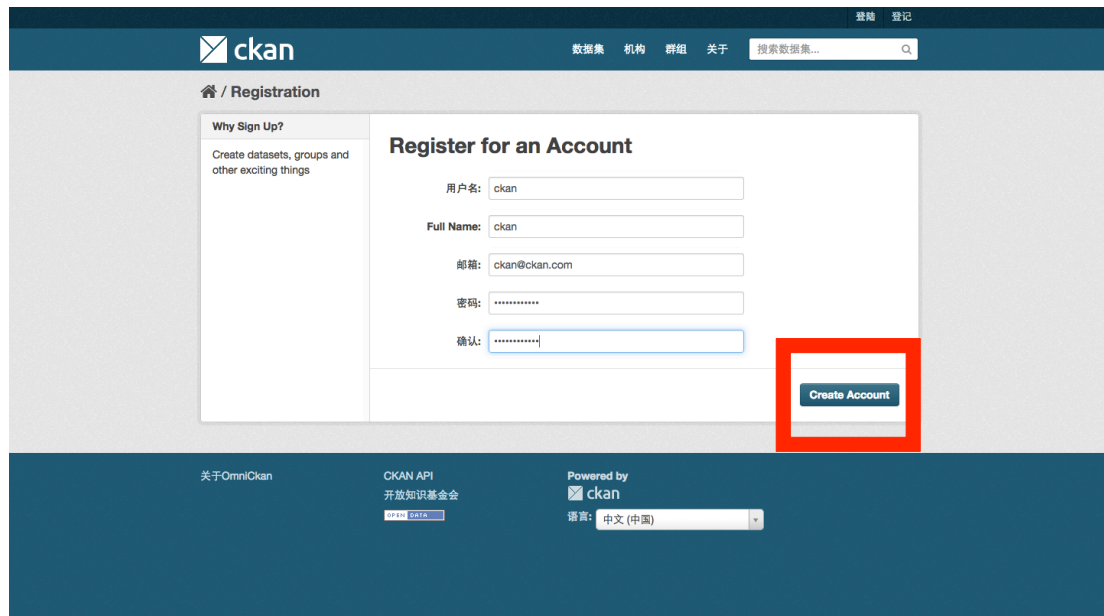 登陆 登记
ckan
数据集 机构 群组 关于 搜索数据集...
/ Registration
Why Sign Up?
Create datasets, groups and
other exciting things
Register for an Account
用户名: ckan
Full Name: ckan
邮箱: ckan@ckan.com
密码: ••••••••••••
确认: ••••••••••••
Create Account
关于OmniCkan
CKAN API
开放知识基金会
OPEN DATA
Powered by
ckan
语言: 中文 (中国)